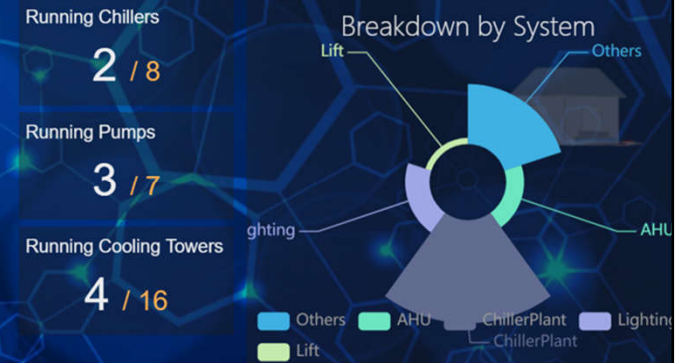 Running Chillers
2 / 8
Running Pumps
3 / 7
Running Cooling Towers
4 / 16
Breakdown by System
Lift
Others
ghting
AHU
ChillerPlant
Others
AHU
ChillerPlant
Lighting
Lift